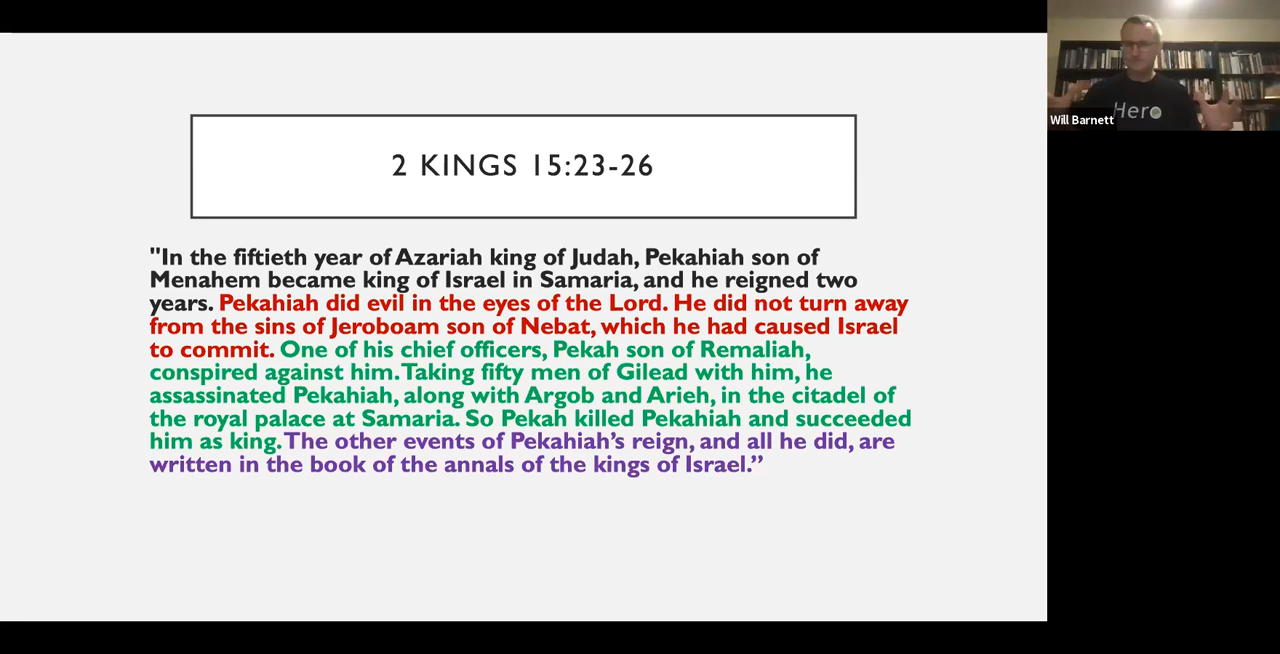 2 KINGS 15:23-26
"In the fiftieth year of Azariah king of Judah, Pekahiah son of
Menahem became king of Israel in Samaria, and he reigned two
years. Pekahiah did evil in the eyes of the Lord. He did not turn away
from the sins of Jeroboam son of Nebat, which he had caused Israel
to commit. One of his chief officers, Pekah son of Remaliah,
conspired against him. Taking fifty men of Gilead with him, he
assassinated Pekahiah, along with Argob and Arieh, in the citadel of
the royal palace at Samaria. So Pekah killed Pekahiah and succeeded
him as king. The other events of Pekahiah’s reign, and all he did, are
written in the book of the annals of the kings of Israel.”
Hero
Will Barnett